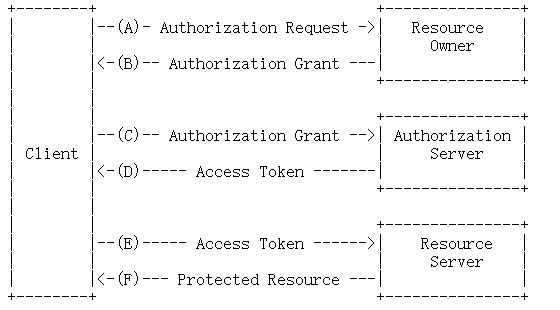 --(A)- Authorization Request -> Resource
Owner
<-(B)-- Authorization Grant ---
--(C)-- Authorization Grant --> Authorization
Client Server
<-(D)----- Access Token -------
--(E)----- Access Token ------> Resource
Server
<-(F)--- Protected Resource ---